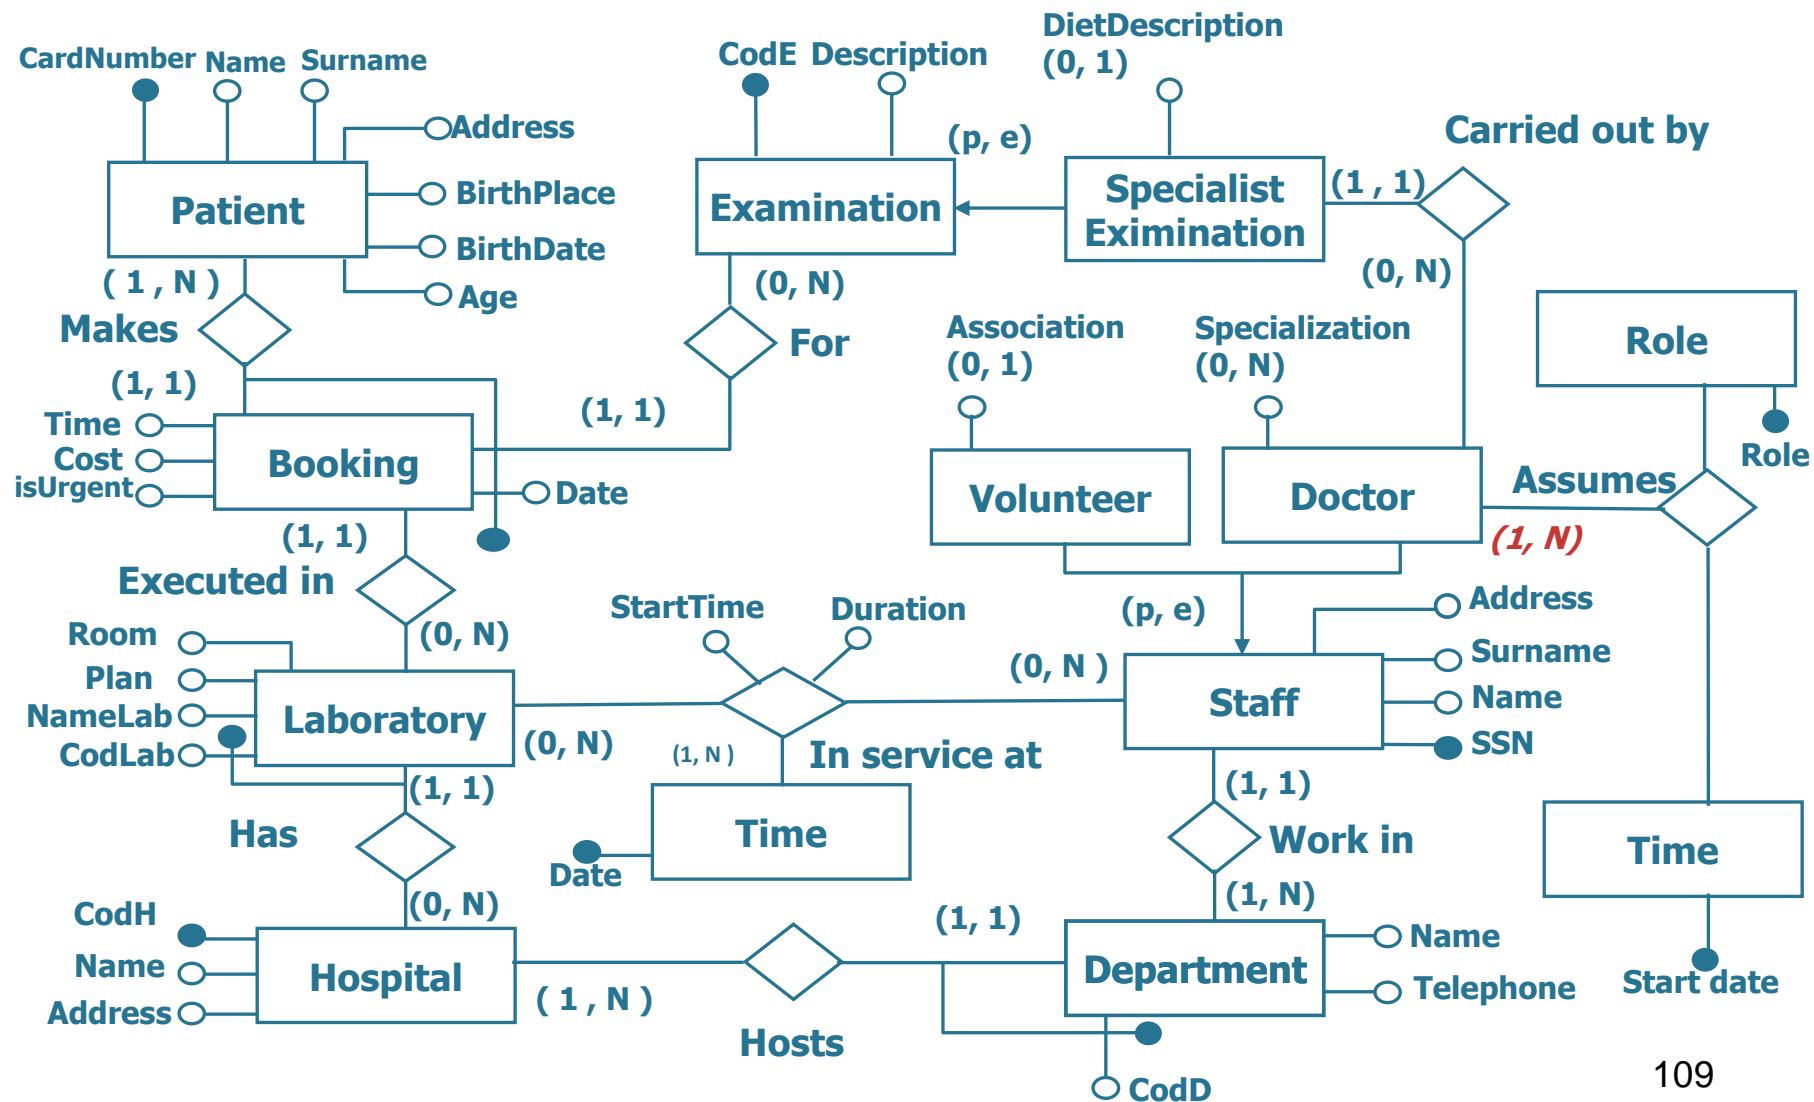 DietDescription
(0, 1)
CardNumber Name Surname
CodE Description
Address
(p, e)
Carried out by
Patient
BirthPlace
BirthDate
Age
Examination
Specialist
Eximination
(1 , 1)
( 1 , N )
(0, N)
(0, N)
Makes
For
Association
(0, 1)
Specialization
(0, N)
Role
(1, 1)
(1, 1)
Time
Cost
isUrgent
Booking
Date
Volunteer
Doctor
Assumes
Role
(1, N)
(1, 1)
Executed in
(0, N)
StartTime
Duration
(p, e)
Address
Surname
Name
SSN
Room
Plan
NameLab
CodLab
Laboratory
(0, N)
(0, N )
Staff
(1, N )
In service at
(1, 1)
(1, 1)
Has
Time
Date
Work in
Time
(0, N)
(1, N)
CodH
Name
Address
Hospital
( 1 , N )
(1, 1)
Department
Name
Telephone
Start date
Hosts
CodD
109